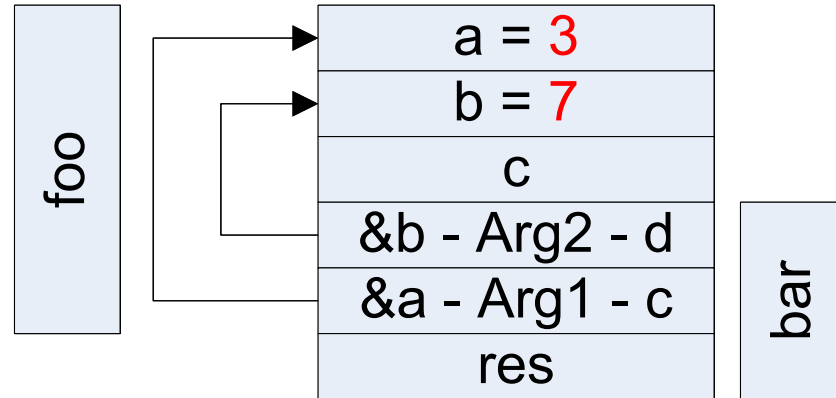 foo
a = 3
b = 7
c
&b - Arg2 - d
&a - Arg1 - c
res
bar